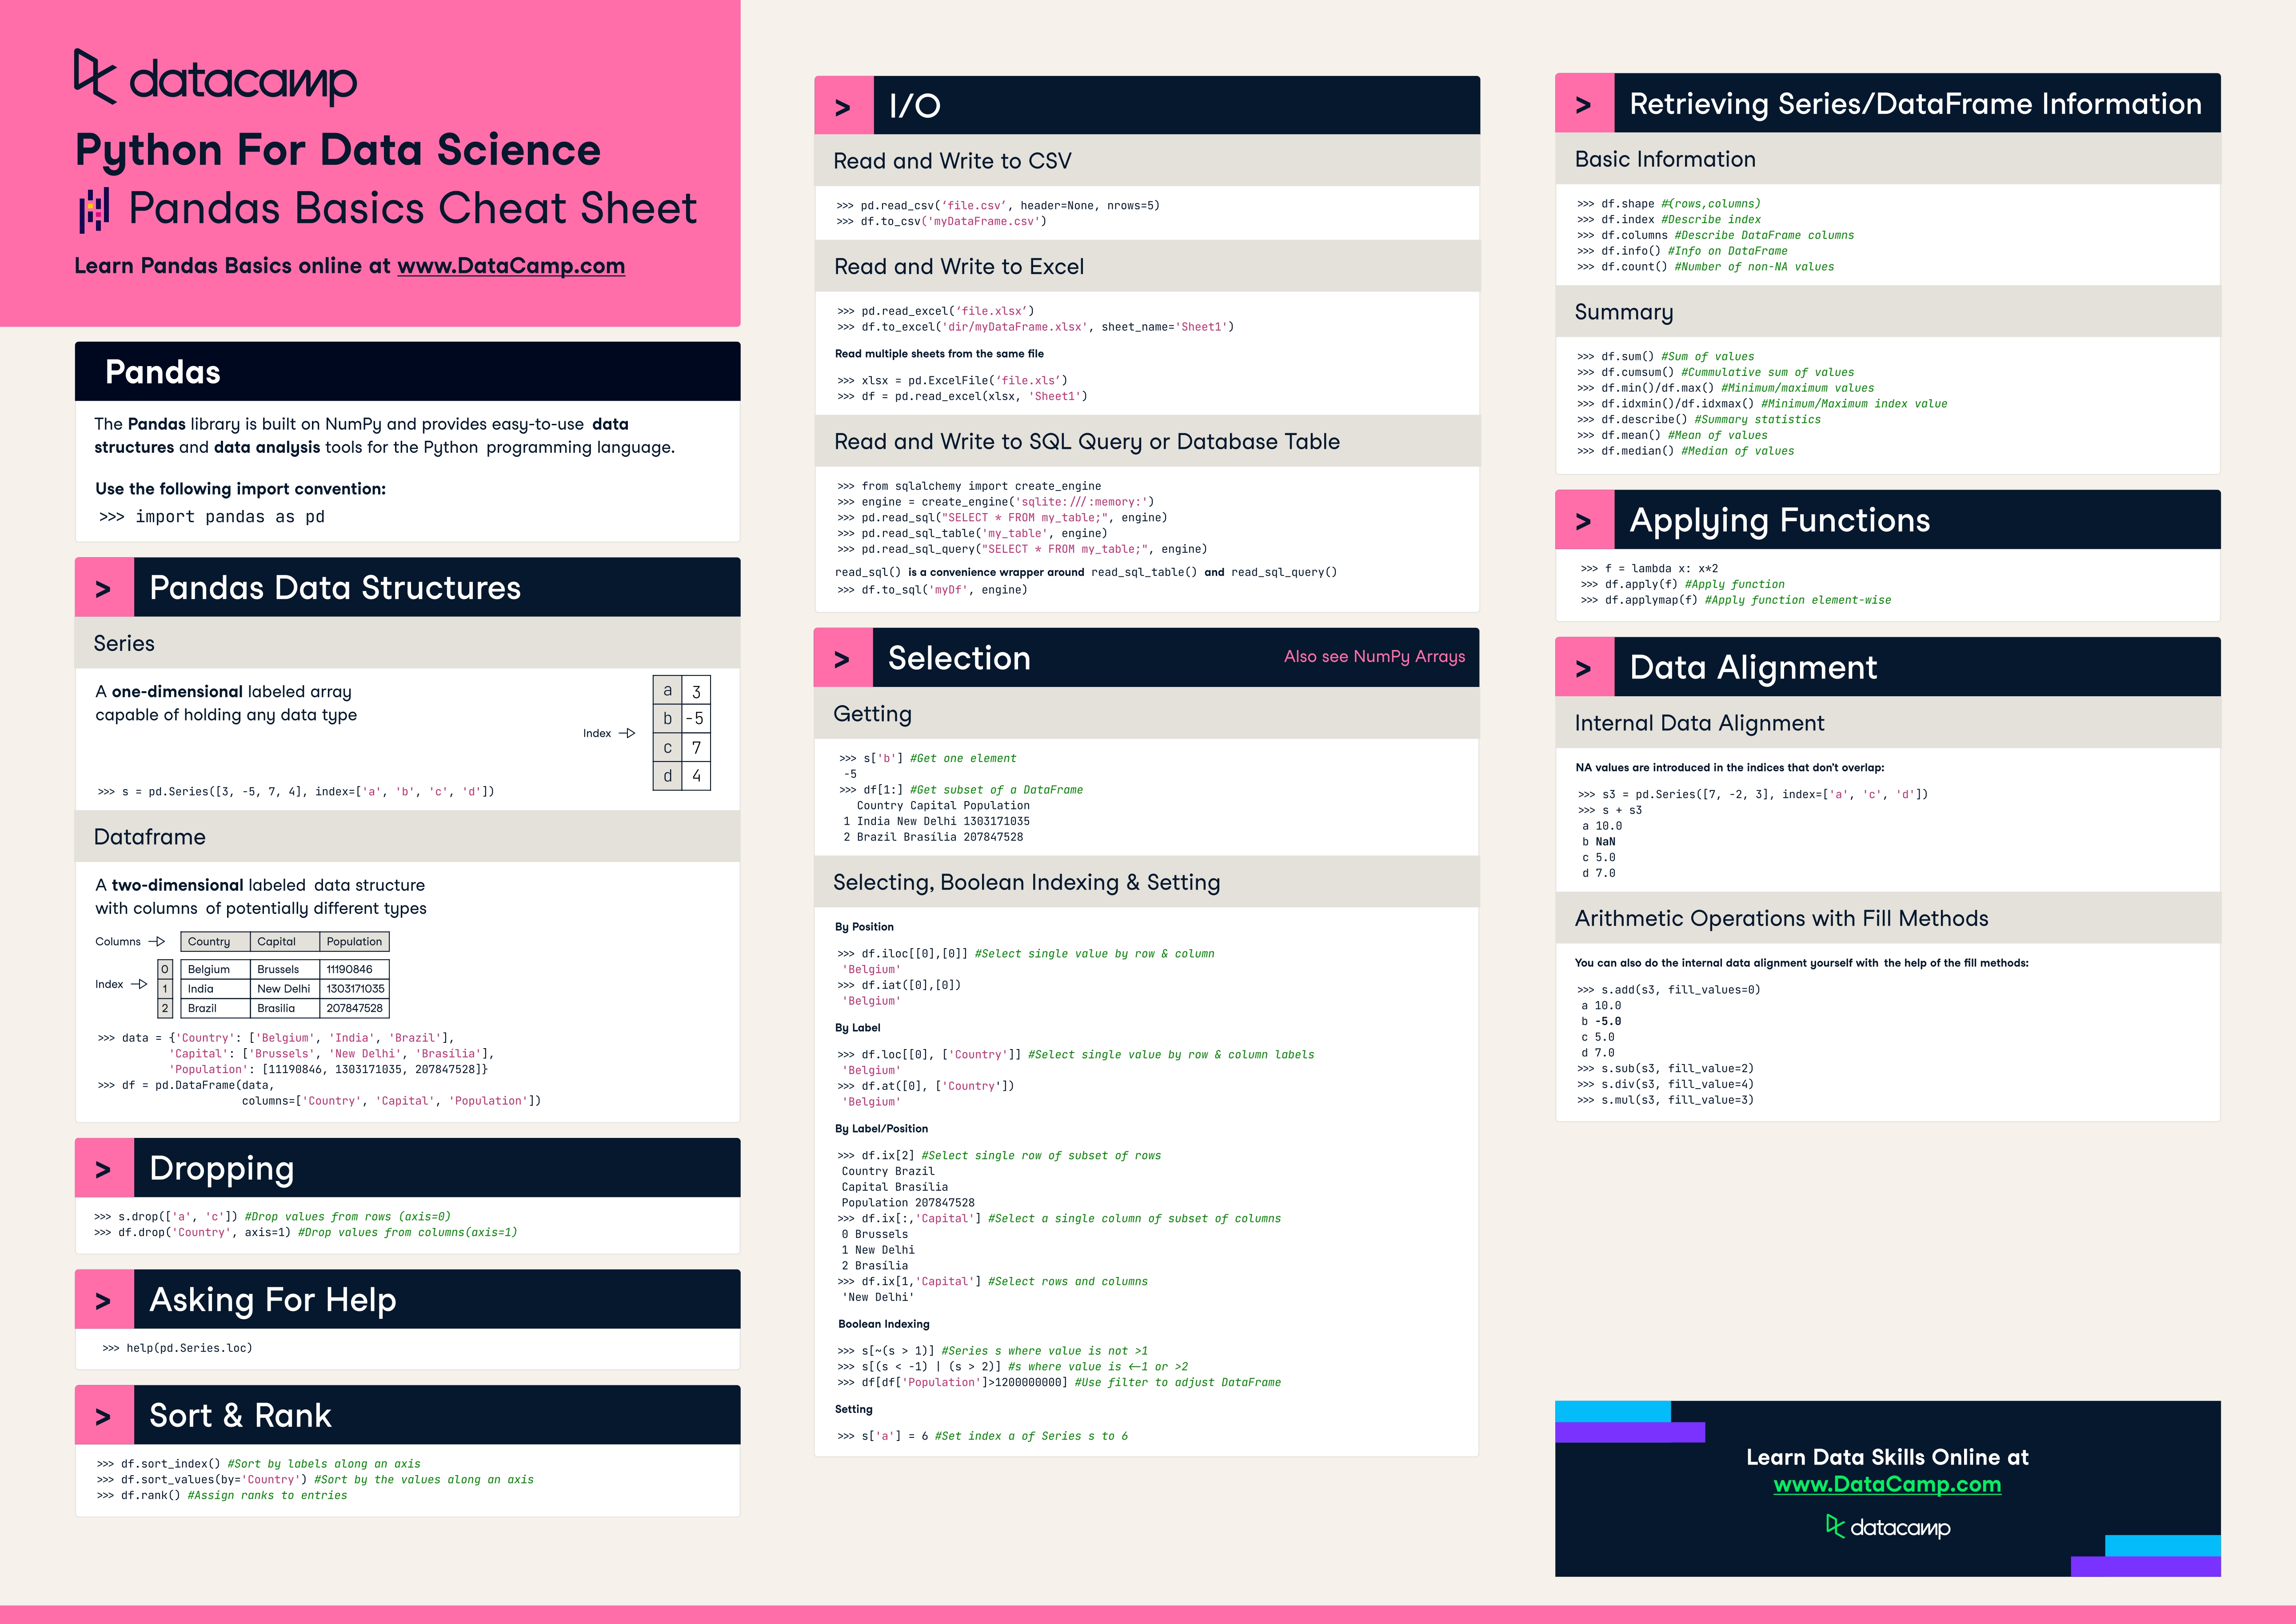 datacamp
Python For Data Science
Pandas Basics Cheat Sheet
Learn Pandas Basics online at www.DataCamp.com
Pandas
The Pandas library is built on NumPy and provides easy-to-use data
structures and data analysis tools for the Python programming language.
Use the following import convention:
>>> import pandas as pd
> Pandas Data Structures
Series
A one-dimensional labeled array
capable of holding any data type
Index
a 3
b -5
c 7
d 4
>>> s = pd.Series([3, -5, 7, 4], index=['a', 'b', 'c', 'd'])
Dataframe
A two-dimensional labeled data structure
with columns of potentially different types
Columns Country Capital Population
Index
0 Belgium Brussels 11190846
1 India New Delhi 1303171035
2 Brazil Brasilia 207847528
>>> data = {'Country': ['Belgium', 'India', 'Brazil'],
'Capital': ['Brussels', 'New Delhi', 'Brasília'],
'Population': [11190846, 1303171035, 207847528]}
>>> df = pd.DataFrame(data,
columns=['Country', 'Capital', 'Population'])
> Dropping
>>> s.drop(['a', 'c']) #Drop values from rows (axis=0)
>>> df.drop('Country', axis=1) #Drop values from columns(axis=1)
> Asking For Help
>>> help(pd.Series.loc)
> Sort & Rank
>>> df.sort_index() #Sort by labels along an axis
>>> df.sort_values(by='Country') #Sort by the values along an axis
>>> df.rank() #Assign ranks to entries
> I/O
Read and Write to CSV
>>> pd.read_csv(‘file.csv’, header=None, nrows=5)
>>> df.to_csv('myDataFrame.csv')
Read and Write to Excel
>>> pd.read_excel(‘file.xlsx’)
>>> df.to_excel('dir/myDataFrame.xlsx', sheet_name='Sheet1')
Read multiple sheets from the same file
>>> xlsx = pd.ExcelFile(‘file.xls’)
>>> df = pd.read_excel(xlsx, 'Sheet1')
Read and Write to SQL Query or Database Table
>>> from sqlalchemy import create_engine
>>> engine = create_engine('sqlite:///:memory:')
>>> pd.read_sql("SELECT * FROM my_table;", engine)
>>> pd.read_sql_table('my_table', engine)
>>> pd.read_sql_query("SELECT * FROM my_table;", engine)
read_sql() is a convenience wrapper around read_sql_table() and read_sql_query()
>>> df.to_sql('myDf', engine)
> Selection Also see NumPy Arrays
Getting
>>> s['b'] #Get one element
-5
>>> df[1:] #Get subset of a DataFrame
Country Capital Population
1 India New Delhi 1303171035
2 Brazil Brasília 207847528
Selecting, Boolean Indexing & Setting
By Position
>>> df.iloc[[0],[0]] #Select single value by row & column
'Belgium'
>>> df.iat([0],[0])
'Belgium'
By Label
>>> df.loc[[0], ['Country']] #Select single value by row & column labels
'Belgium'
>>> df.at([0], ['Country'])
'Belgium'
By Label/Position
>>> df.ix[2] #Select single row of subset of rows
Country Brazil
Capital Brasília
Population 207847528
>>> df.ix[:,'Capital'] #Select a single column of subset of columns
0 Brussels
1 New Delhi
2 Brasília
>>> df.ix[1,'Capital'] #Select rows and columns
'New Delhi'
Boolean Indexing
>>> s[~(s > 1)] #Series s where value is not >1
>>> s[(s < -1) | (s > 2)] #s where value is <-1 or >2
>>> df[df['Population']>1200000000] #Use filter to adjust DataFrame
Setting
>>> s['a'] = 6 #Set index a of Series s to 6
> Retrieving Series/DataFrame Information
Basic Information
>>> df.shape #(rows,columns)
>>> df.index #Describe index
>>> df.columns #Describe DataFrame columns
>>> df.info() #Info on DataFrame
>>> df.count() #Number of non-NA values
Summary
>>> df.sum() #Sum of values
>>> df.cumsum() #Cummulative sum of values
>>> df.min()/df.max() #Minimum/maximum values
>>> df.idxmin()/df.idxmax() #Minimum/Maximum index value
>>> df.describe() #Summary statistics
>>> df.mean() #Mean of values
>>> df.median() #Median of values
> Applying Functions
>>> f = lambda x: x*2
>>> df.apply(f) #Apply function
>>> df.applymap(f) #Apply function element-wise
> Data Alignment
Internal Data Alignment
NA values are introduced in the indices that don't overlap:
>>> s3 = pd.Series([7, -2, 3], index=['a', 'c', 'd'])
>>> s + s3
a 10.0
b NaN
c 5.0
d 7.0
Arithmetic Operations with Fill Methods
You can also do the internal data alignment yourself with the help of the fill methods:
>>> s.add(s3, fill_values=0)
a 10.0
b -5.0
c 5.0
d 7.0
>>> s.sub(s3, fill_value=2)
>>> s.div(s3, fill_value=4)
>>> s.mul(s3, fill_value=3)
Learn Data Skills Online at
www.DataCamp.com
datacamp